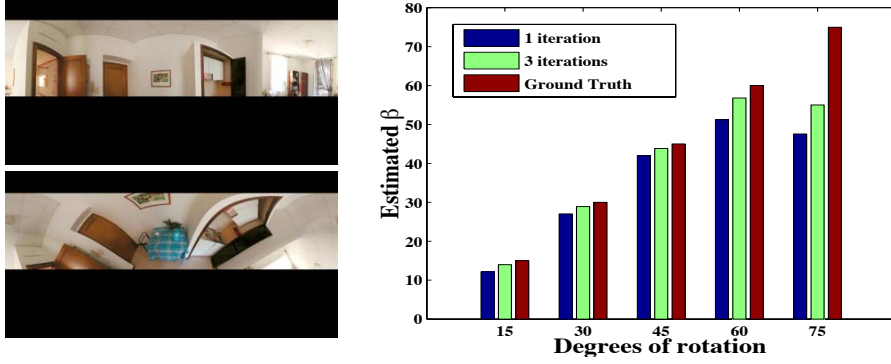 80
70
60
50
40
30
20
10
0
Estimated β
1 iteration
3 iterations
Ground Truth
15 30 45 60 75
Degrees of rotation